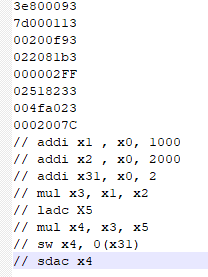 3e800093
7d000113
00200f93
022081b3
000002FF
02518233
004fa023
0002007C
// addi x1 , x0, 1000
// addi x2 , x0, 2000
// addi x31, x0, 2
// mul x3, x1, x2
// ladc X5
// mul x4, x3, x5
// sw x4, 0(x31)
// sdac x4